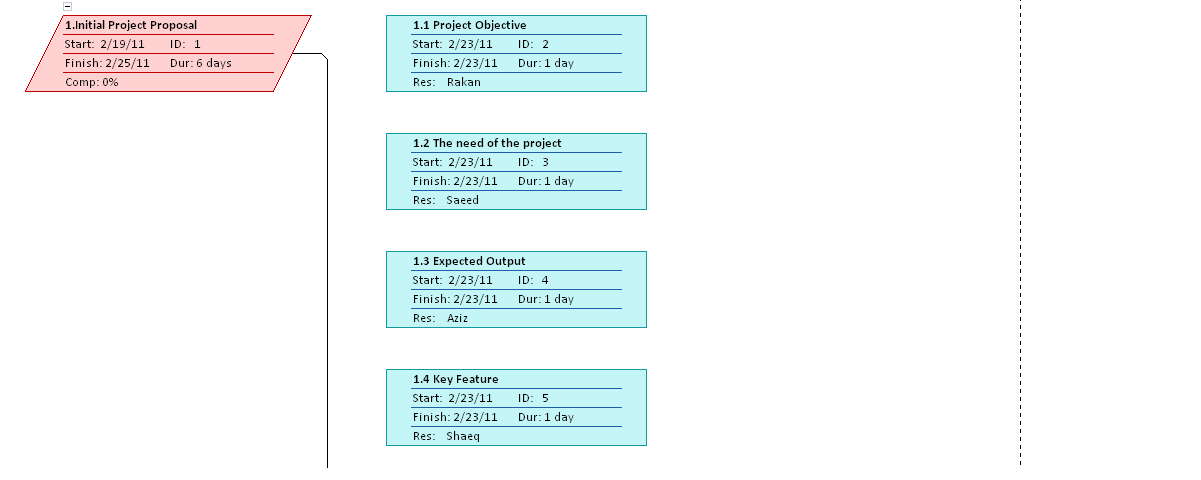 1.Initial Project Proposal
Start: 2/19/11 ID: 1
Finish: 2/25/11 Dur: 6 days
Comp: 0%
1.1 Project Objective
Start: 2/23/11 ID: 2
Finish: 2/23/11 Dur: 1 day
Res: Rakan
1.2 The need of the project
Start: 2/23/11 ID: 3
Finish: 2/23/11 Dur: 1 day
Res: Saeed
1.3 Expected Output
Start: 2/23/11 ID: 4
Finish: 2/23/11 Dur: 1 day
Res: Aziz
1.4 Key Feature
Start: 2/23/11 ID: 5
Finish: 2/23/11 Dur: 1 day
Res: Shaeq